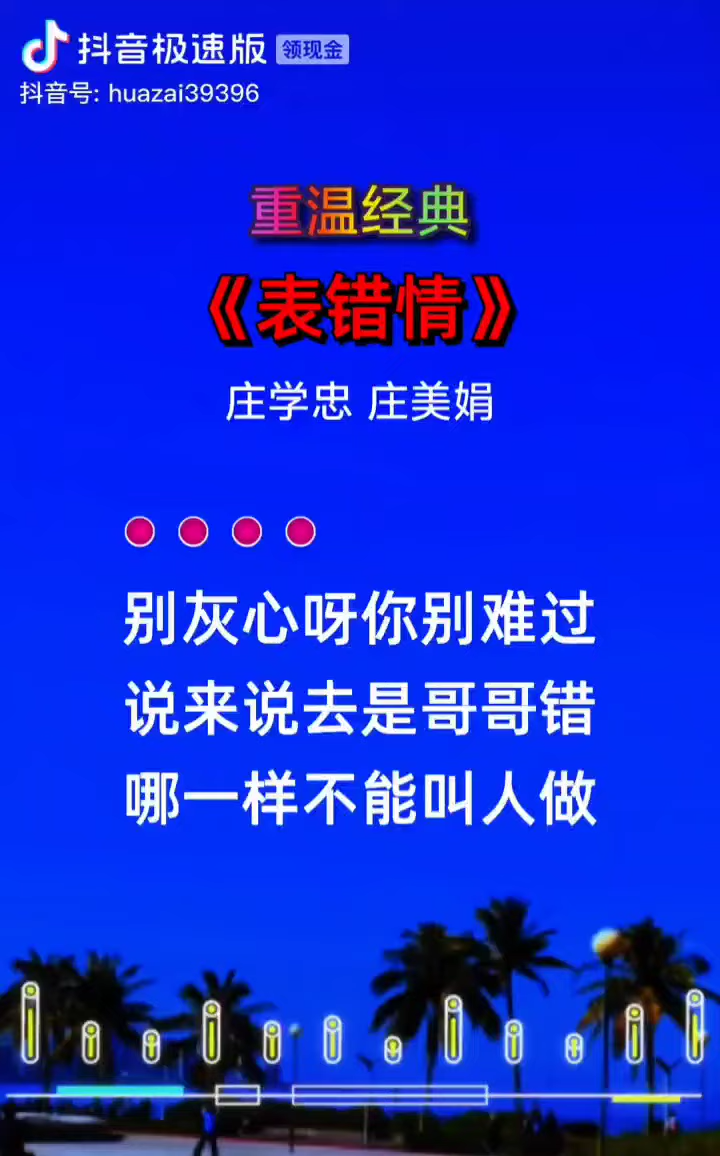 抖音极速版 领现金
抖音号: huazai39396
重温经典
《表错情》
庄学忠 庄美娟
别灰心呀你别难过
说来说去是哥哥错
哪一样不能叫人做